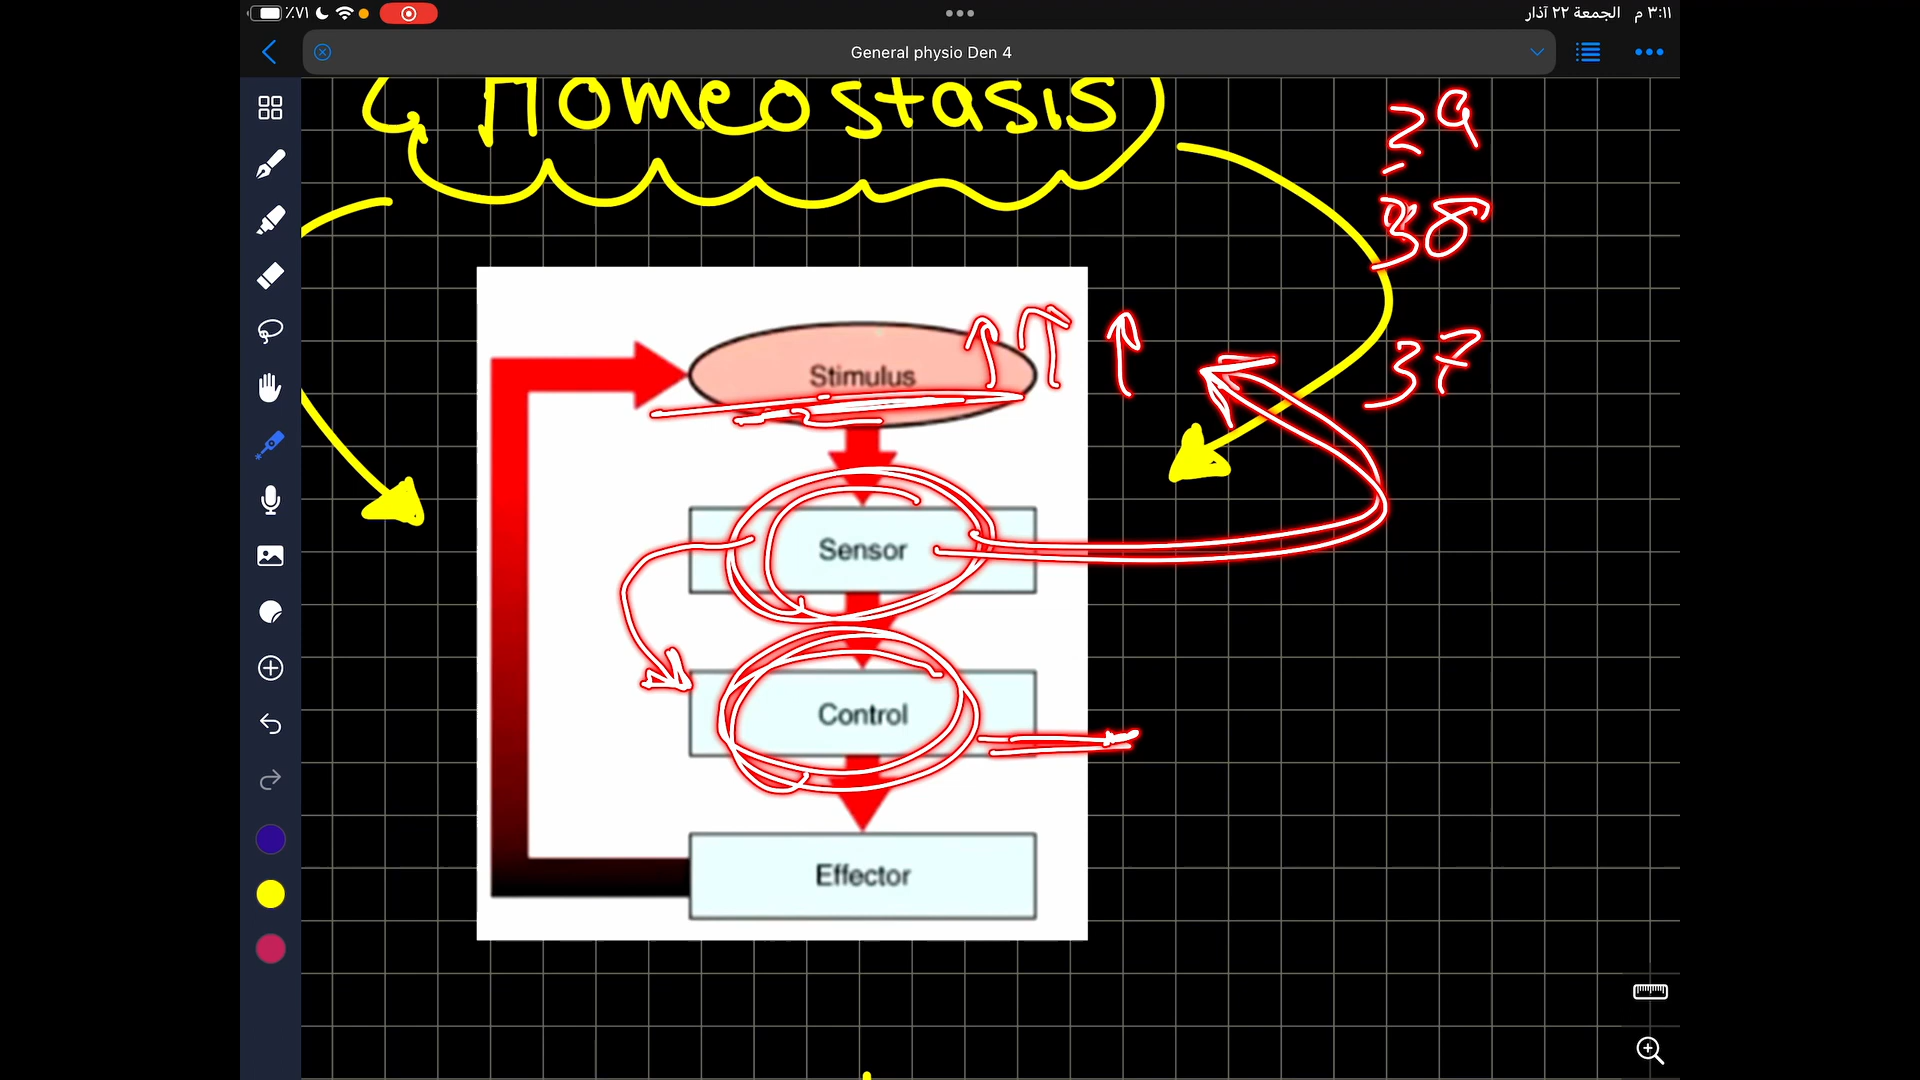 ٪٧١
٣:١١ م الجمعة ٢٢ آذار
General physio Den 4
Homeostasis
29
38
37
Stimulus
Sensor
Control
Effector